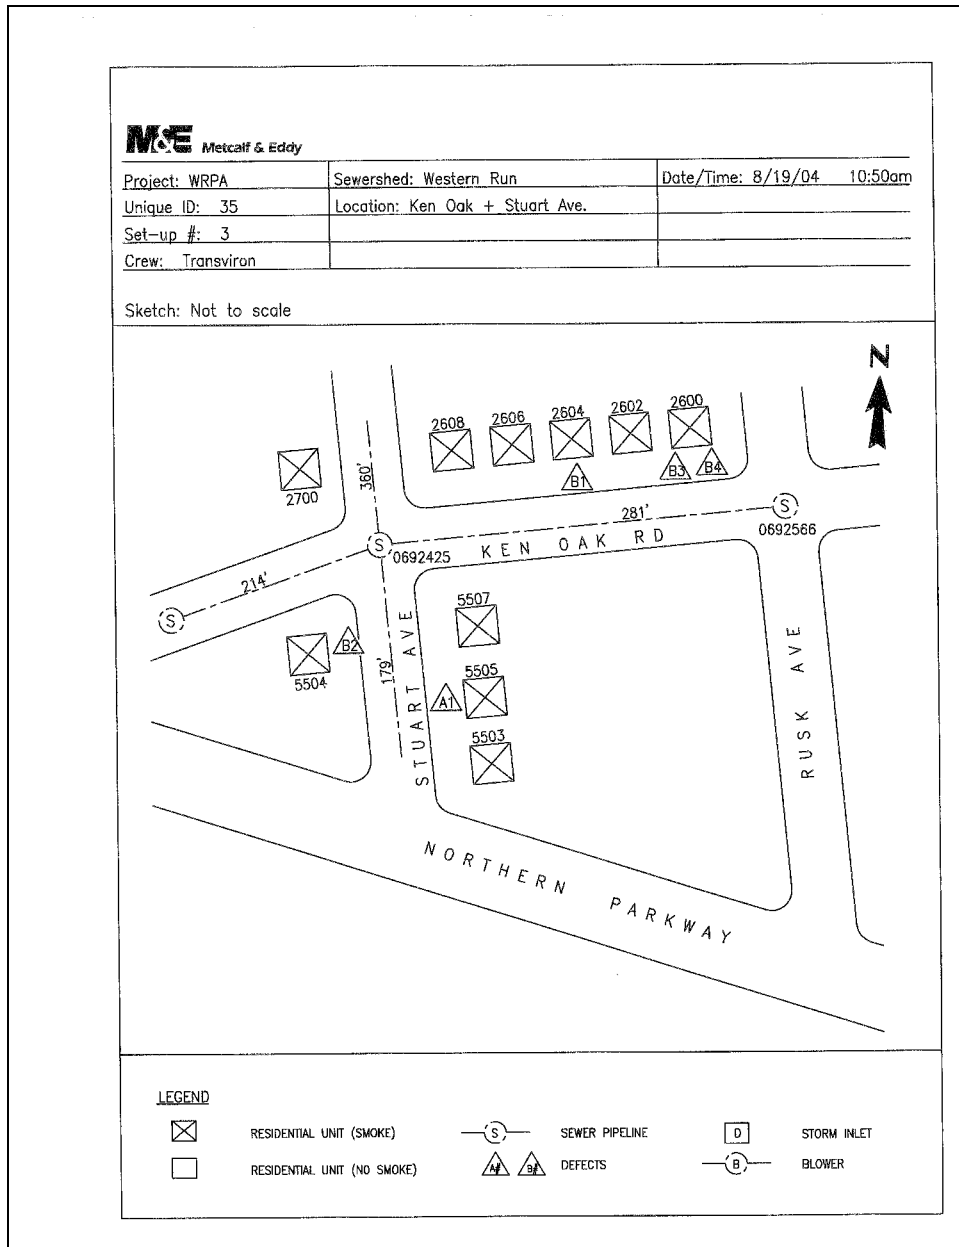 M&E Metcalf & Eddy
Project: WRPA Sewershed: Western Run Date/Time: 8/19/04 10:50am
Unique ID: 35 Location: Ken Oak + Stuart Ave.
Set-up #: 3
Crew: Transviron
Sketch: Not to scale
N
2608 2606 2604 2602 2600
B1 B3 B4
2700
360'
281'
S
0692566
S
0692425
KEN OAK RD
214'
S
5507
B2
5504
179'
STUART AVE
5505
A1
5503
RUSK AVE
NORTHERN PARKWAY
LEGEND
RESIDENTIAL UNIT (SMOKE) S SEWER PIPELINE D STORM INLET
RESIDENTIAL UNIT (NO SMOKE) A# B# DEFECTS B BLOWER